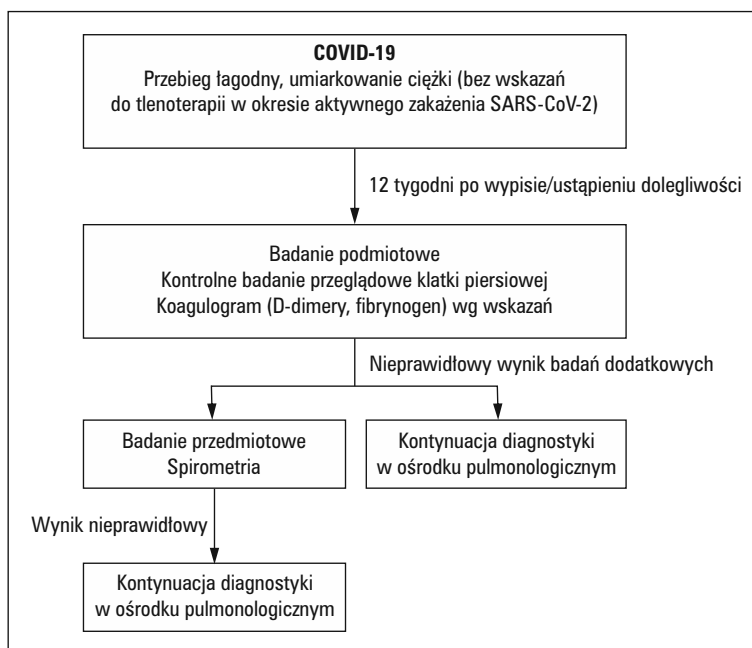 COVID-19
Przebieg łagodny, umiarkowanie ciężki (bez wskazań
do tlenoterapii w okresie aktywnego zakażenia SARS-CoV-2)
12 tygodni po wypisie/ustąpieniu dolegliwości
Badanie podmiotowe
Kontrolne badanie przeglądowe klatki piersiowej
Koagulogram (D-dimery, fibrynogen) wg wskazań
Nieprawidłowy wynik badań dodatkowych
Badanie przedmiotowe
Spirometria
Kontynuacja diagnostyki
w ośrodku pulmonologicznym
Wynik nieprawidłowy
Kontynuacja diagnostyki
w ośrodku pulmonologicznym